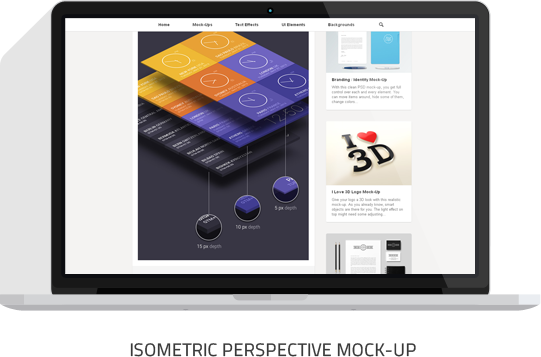 Home Mock-Ups Text Effects UI Elements Backgrounds
15 px depth
10 px depth
5 px depth
Branding - Identity Mock-Up
With this clean PSD mock-up, you get full
control over each and every element. You
can move items around, hide some of them,
change colors...
I 3D
I Love 3D Logo Mock-Up
Give your logo a 3D look with this realistic
mock-up. As you already know, smart
objects are there for you. The light effect on
top might need some adjusting...
ISOMETRIC PERSPECTIVE MOCK-UP